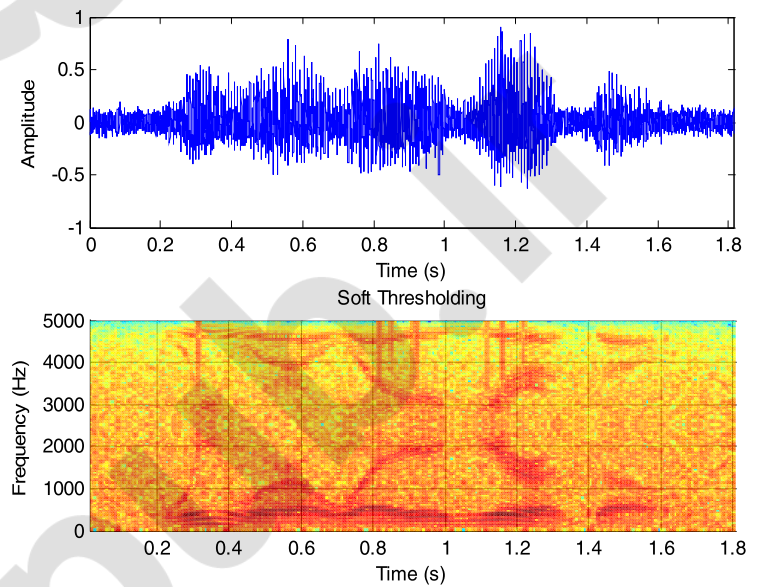 1
0.5
0
-0.5
-1
Amplitude
0 0.2 0.4 0.6 0.8 1 1.2 1.4 1.6 1.8
Time (s)
Soft Thresholding
5000
4000
3000
2000
1000
0
Frequency (Hz)
0.2 0.4 0.6 0.8 1 1.2 1.4 1.6 1.8
Time (s)